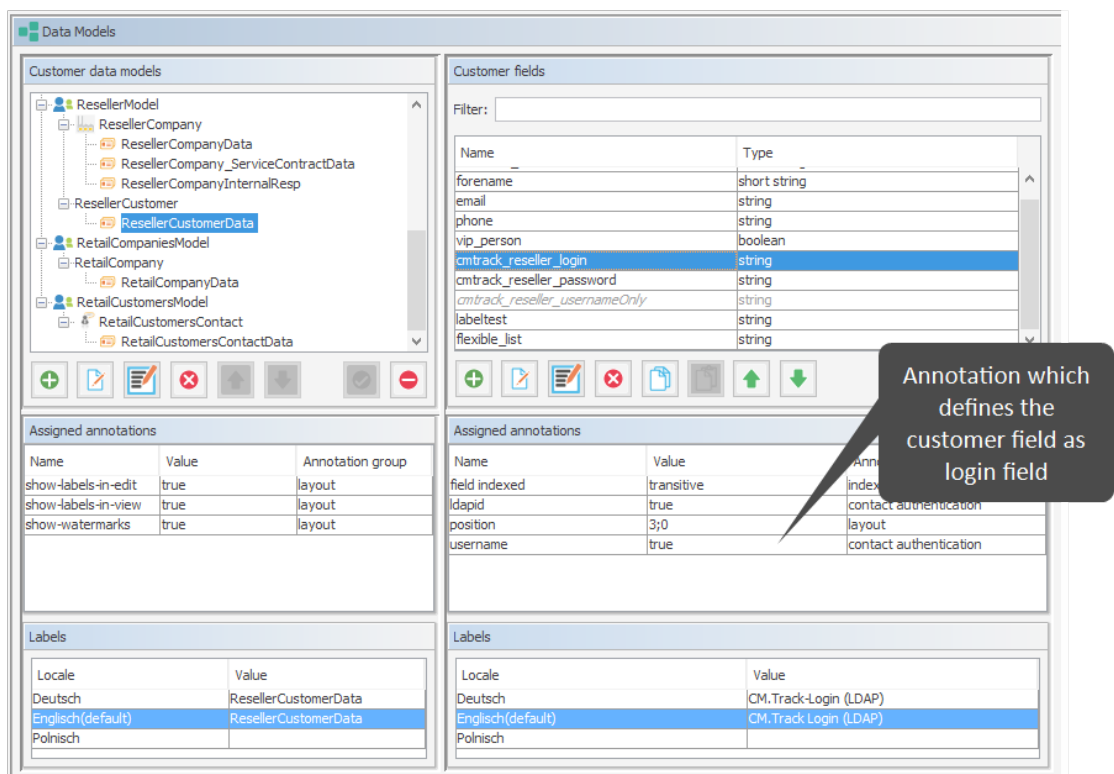 Data Models
Customer data models
ResellerModel
ResellerCompany
ResellerCompanyData
ResellerCompany_ServiceContractData
ResellerCompanyInternalResp
ResellerCustomer
ResellerCustomerData
RetailCompaniesModel
RetailCompany
RetailCompanyData
RetailCustomersModel
RetailCustomersContact
RetailCustomersContactData
Customer fields
Filter:
Name Type
forename short string
email string
phone string
vip_person boolean
cmtrack_reseller_login string
cmtrack_reseller_password string
cmtrack_reseller_usernameOnly string
labeltest string
flexible_list string
Annotation which
defines the
customer field as
login field
Assigned annotations
Name Value Annotation group
show-labels-in-edit true layout
show-labels-in-view true layout
show-watermarks true layout
Assigned annotations
Name Value Ann
field indexed transitive index
ldapid true contact authentication
position 3;0 layout
username true contact authentication
Labels
Locale Value
Deutsch ResellerCustomerData
Englisch(default) ResellerCustomerData
Polnisch
Labels
Locale Value
Deutsch CM.Track-Login (LDAP)
Englisch(default) CM.Track Login (LDAP)
Polnisch